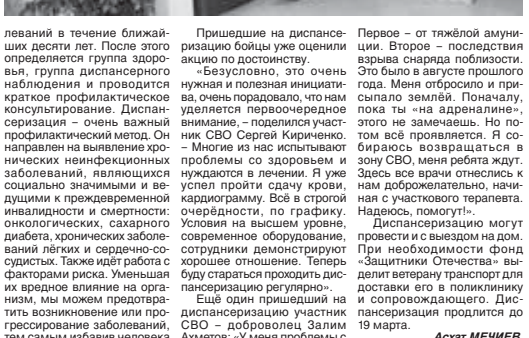 леваний в течение ближай-
ших десяти лет. После этого
определяется группа здоро-
вья, группа диспансерного
наблюдения и проводится
краткое профилактическое
консультирование. Диспан-
серизация – очень важный
профилактический метод. Он
направлен на выявление хро-
нических неинфекционных
заболеваний, являющихся
социально значимыми и ве-
дущими к преждевременной
инвалидности и смертности:
онкологических, сахарного
диабета, хронических заболе-
ваний лёгких и сердечно-со-
судистых. Также идёт работа с
факторами риска. Уменьшая
их вредное влияние на орга-
низм, мы можем предотвра-
тить возникновение или про-
грессирование заболеваний,
тем самым избавив человека
Пришедшие на диспансе-
ризацию бойцы уже оценили
акцию по достоинству.
«Безусловно, это очень
нужная и полезная инициати-
ва, очень порадовало, что нам
уделяется первоочередное
внимание, – поделился участ-
ник СВО Сергей Кириченко.
– Многие из нас испытывают
проблемы со здоровьем и
нуждаются в лечении. Я уже
успел пройти сдачу крови,
кардиограмму. Всё в строгой
очерёдности, по графику.
Условия на высшем уровне,
современное оборудование,
сотрудники демонстрируют
хорошее отношение. Теперь
буду стараться проходить дис-
пансеризацию регулярно».
Ещё один пришедший на
диспансеризацию участник
СВО – доброволец Залим
Ахметов: «У меня проблемы с
Первое – от тяжёлой амуни-
ции. Второе – последствия
взрыва снаряда поблизости.
Это было в августе прошлого
года. Меня отбросило и при-
сыпало землёй. Поначалу,
пока ты «на адреналине»,
этого не замечаешь. Но по-
том всё проявляется. Я со-
бираюсь возвращаться в
зону СВО, меня ребята ждут.
Здесь все врачи отнеслись к
нам доброжелательно, начи-
ная с участкового терапевта.
Надеюсь, помогут!».
Диспансеризацию могут
провести и с выездом на дом.
При необходимости фонд
«Защитники Отечества» вы-
делит ветерану транспорт для
доставки его в поликлинику
и сопровождающего. Дис-
пансеризация продлится до
19 марта.
Асхат МЕЧИЕВ.